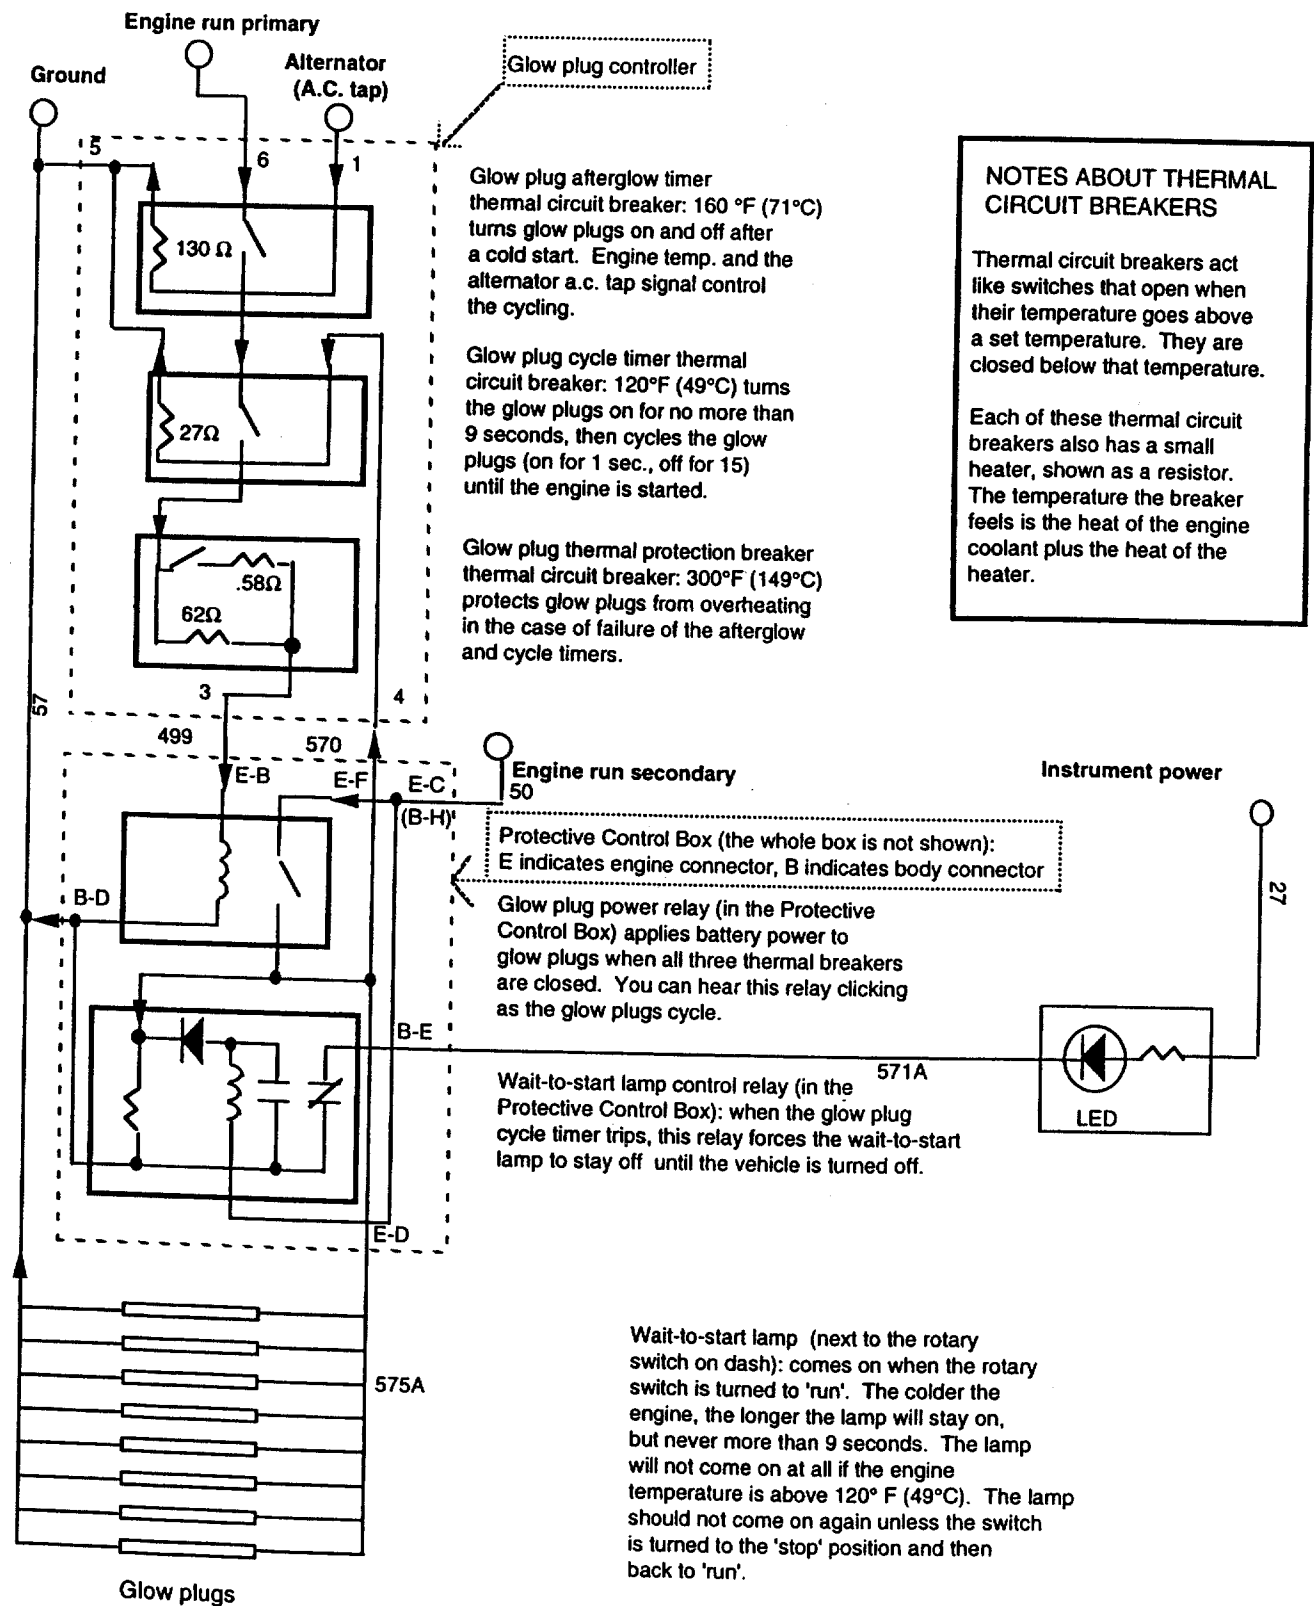 Engine run primary
Ground
Alternator
(A.C. tap)
Glow plug controller
5
6
1
130 Ω
Glow plug afterglow timer
thermal circuit breaker: 160 °F (71°C)
turns glow plugs on and off after
a cold start. Engine temp. and the
alternator a.c. tap signal control
the cycling.
27Ω
Glow plug cycle timer thermal
circuit breaker: 120°F (49°C) turns
the glow plugs on for no more than
9 seconds, then cycles the glow
plugs (on for 1 sec., off for 15)
until the engine is started.
.58Ω
62Ω
Glow plug thermal protection breaker
thermal circuit breaker: 300°F (149°C)
protects glow plugs from overheating
in the case of failure of the afterglow
and cycle timers.
NOTES ABOUT THERMAL
CIRCUIT BREAKERS
Thermal circuit breakers act
like switches that open when
their temperature goes above
a set temperature. They are
closed below that temperature.
Each of these thermal circuit
breakers also has a small
heater, shown as a resistor.
The temperature the breaker
feels is the heat of the engine
coolant plus the heat of the
heater.
57
3
4
499
570
E-B
E-F
E-C
(B-H)
Engine run secondary
50
Instrument power
27
Protective Control Box (the whole box is not shown):
E indicates engine connector, B indicates body connector
B-D
Glow plug power relay (in the Protective
Control Box) applies battery power to
glow plugs when all three thermal breakers
are closed. You can hear this relay clicking
as the glow plugs cycle.
B-E
571A
LED
Wait-to-start lamp control relay (in the
Protective Control Box): when the glow plug
cycle timer trips, this relay forces the wait-to-start
lamp to stay off until the vehicle is turned off.
E-D
575A
Glow plugs
Wait-to-start lamp (next to the rotary
switch on dash): comes on when the rotary
switch is turned to 'run'. The colder the
engine, the longer the lamp will stay on,
but never more than 9 seconds. The lamp
will not come on at all if the engine
temperature is above 120° F (49°C). The lamp
should not come on again unless the switch
is turned to the 'stop' position and then
back to 'run'.